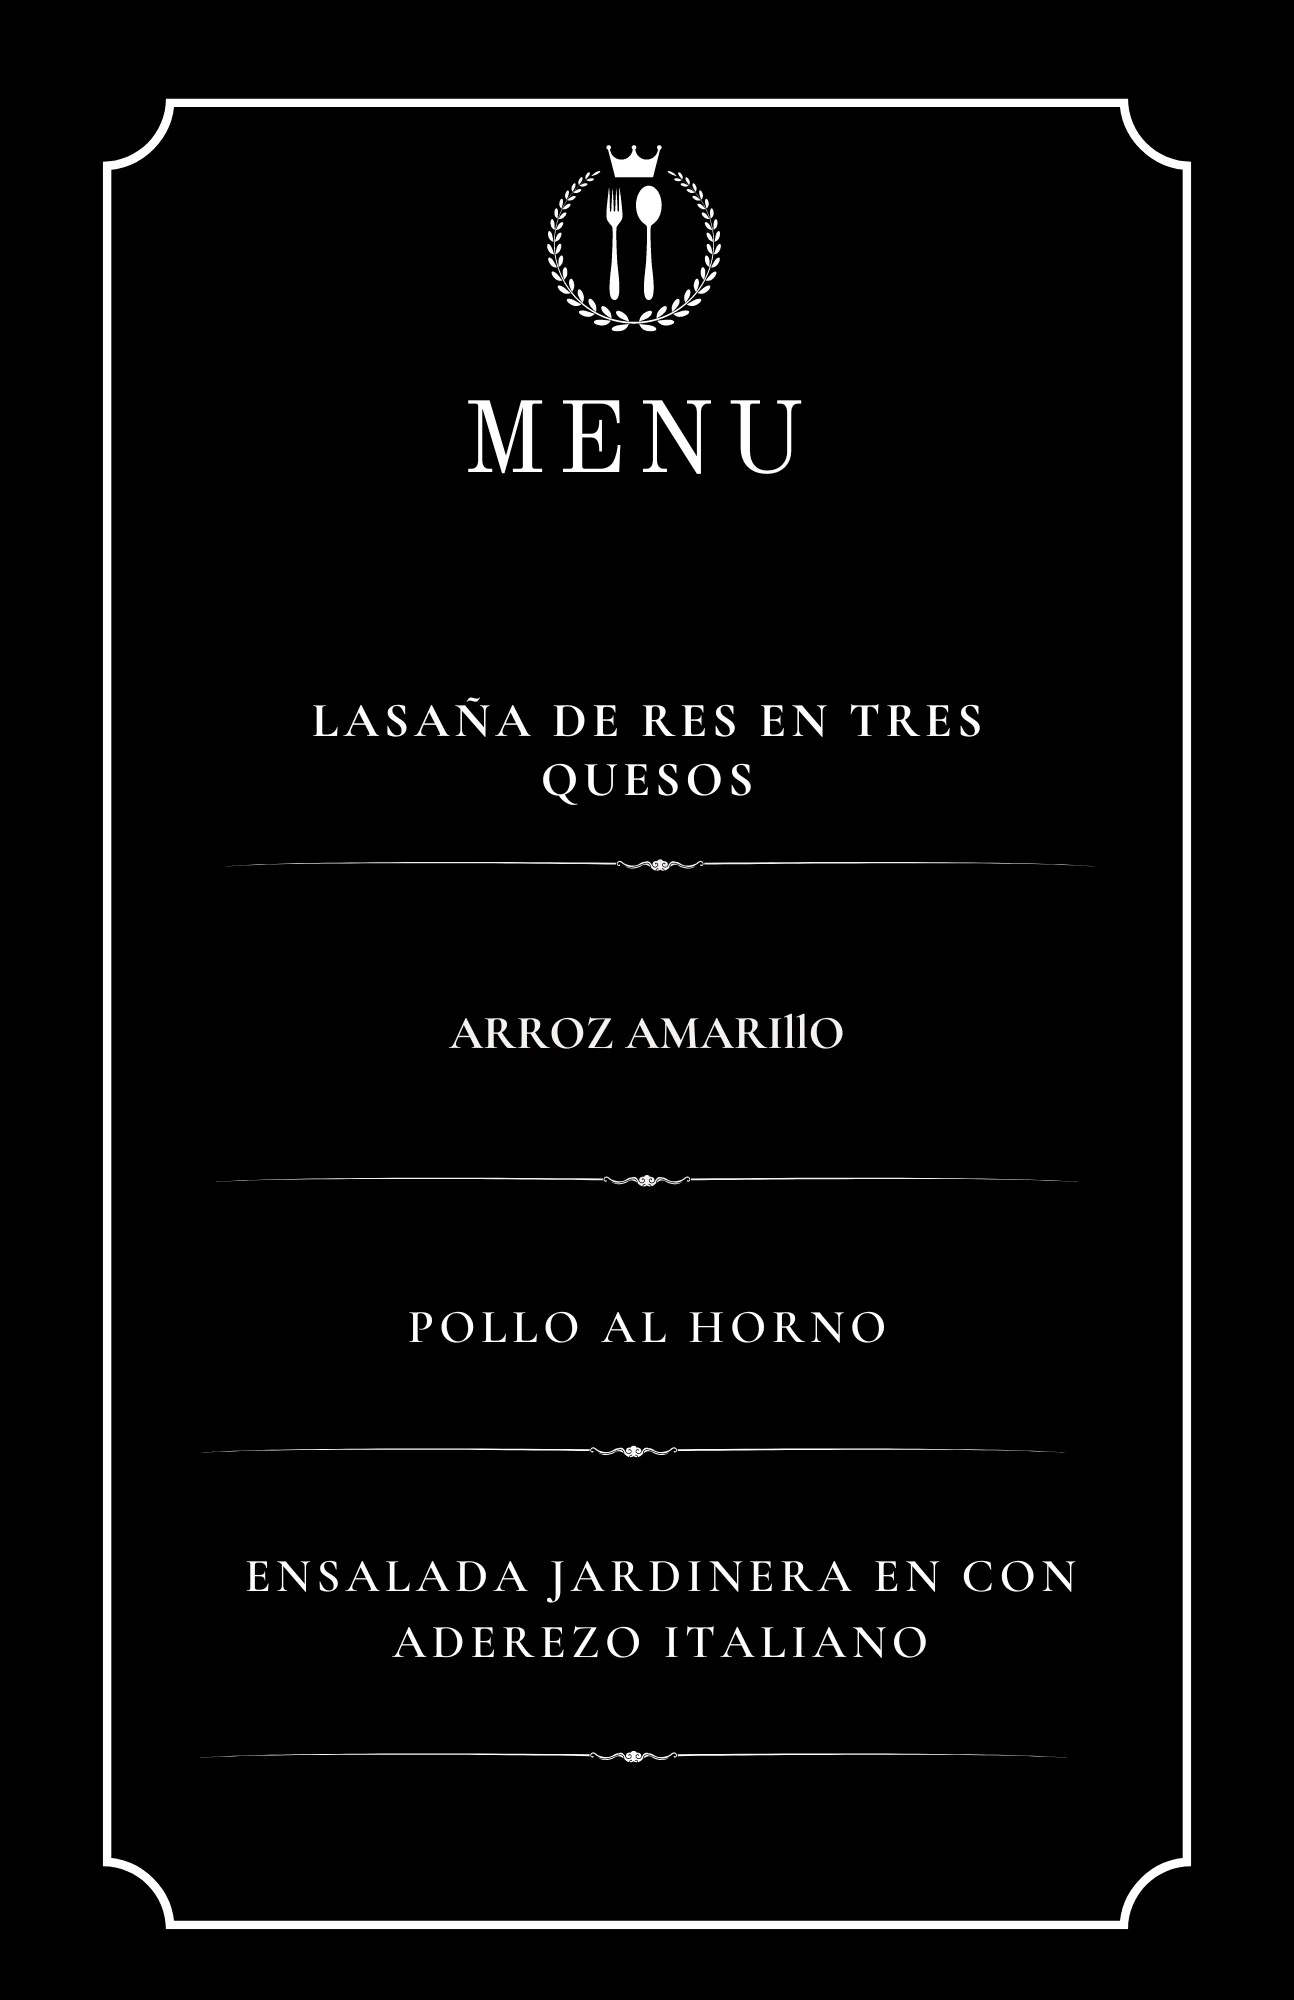 MENU
LASAÑA DE RES EN TRES
QUESOS
ARROZ AMARIllO
POLLO AL HORNO
ENSALADA JARDINERA EN CON
ADEREZO ITALIANO